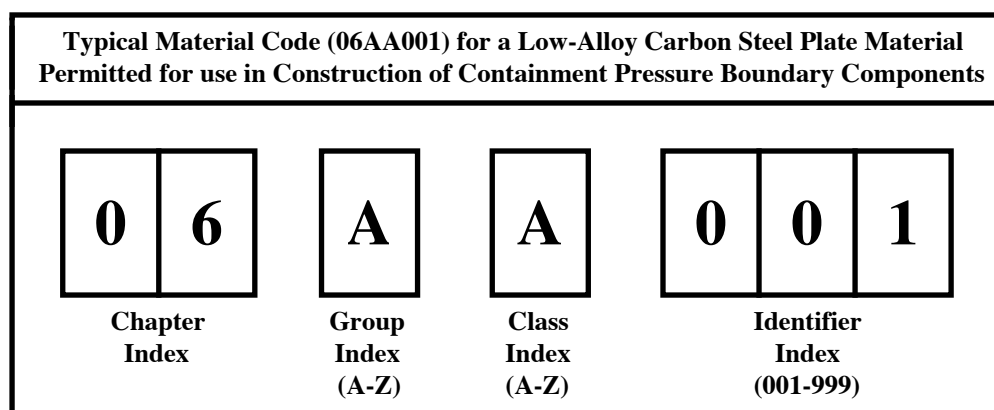 Typical Material Code (06AA001) for a Low-Alloy Carbon Steel Plate Material
Permitted for use in Construction of Containment Pressure Boundary Components
0 6 A A 0 0 1
Chapter
Index
Group
Index
(A-Z)
Class
Index
(A-Z)
Identifier
Index
(001-999)